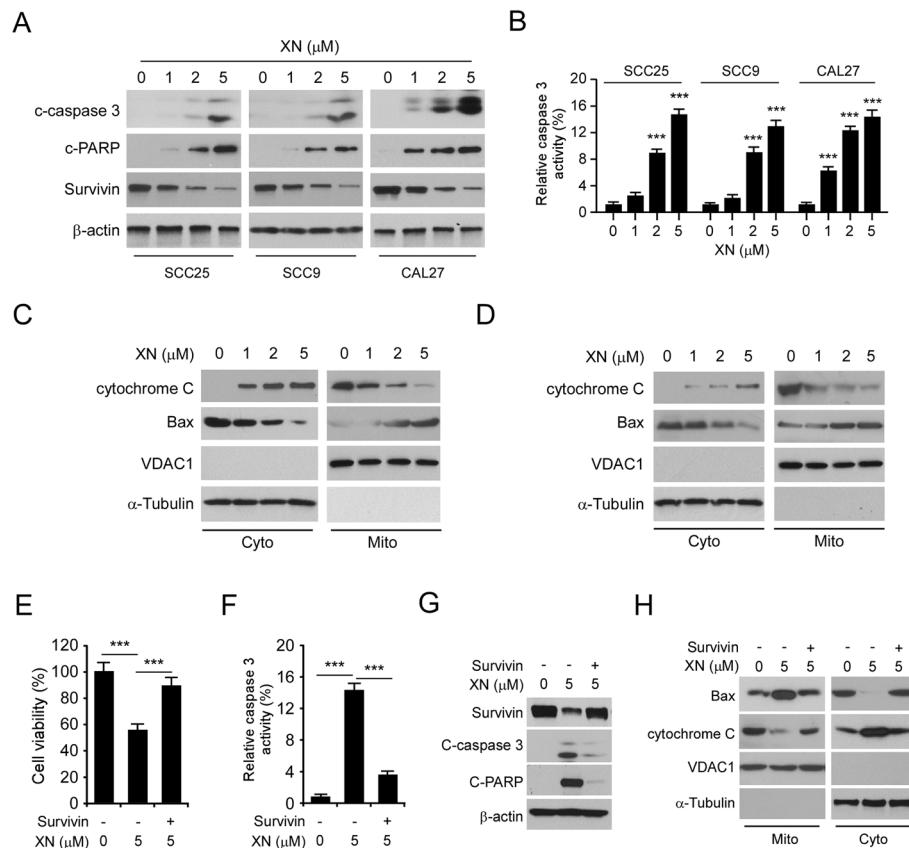 A
XN (μM)
0 1 2 5 0 1 2 5 0 1 2 5
c-caspase 3
c-PARP
Survivin
β-actin
SCC25 SCC9 CAL27
B
SCC25 SCC9 CAL27
Relative caspase 3
activity (%)
20
16
12
8
4
0
*** *** *** *** *** *** ***
0 1 2 5 0 1 2 5 0 1 2 5
XN (μM)
C
XN (μM) 0 1 2 5 0 1 2 5
cytochrome C
Bax
VDAC1
α-Tubulin
Cyto Mito
D
XN (μM) 0 1 2 5 0 1 2 5
cytochrome C
Bax
VDAC1
α-Tubulin
Cyto Mito
E
Cell viability (%)
120
100
80
60
40
20
0
*** ***
Survivin - - +
XN (μM) 0 5 5
F
Relative caspase 3
activity (%)
20
16
12
8
4
0
*** ***
Survivin - - +
XN (μM) 0 5 5
G
Survivin - - +
XN (μM) 0 5 5
Survivin
C-caspase 3
C-PARP
β-actin
H
Survivin - - + - - +
XN (μM) 0 5 5 0 5 5
Bax
cytochrome C
VDAC1
α-Tubulin
Mito Cyto